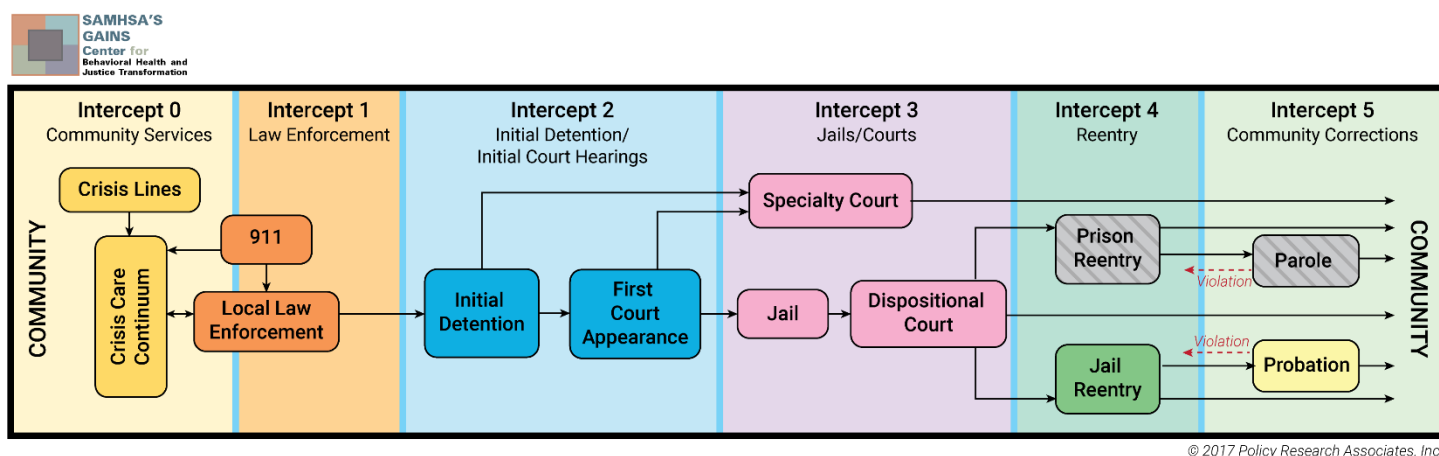 SAMHSA'S
GAINS
Center for
Behavioral Health and
Justice Transformation
Intercept 0
Community Services
Intercept 1
Law Enforcement
Intercept 2
Initial Detention/
Initial Court Hearings
Intercept 3
Jails/Courts
Intercept 4
Reentry
Intercept 5
Community Corrections
COMMUNITY
Crisis Lines
Crisis Care
Continuum
911
Local Law
Enforcement
Initial
Detention
First
Court
Appearance
Specialty Court
Jail
Dispositional
Court
Prison
Reentry
Violation
Parole
Jail
Reentry
Violation
Probation
COMMUNITY
© 2017 Policy Research Associates, Inc